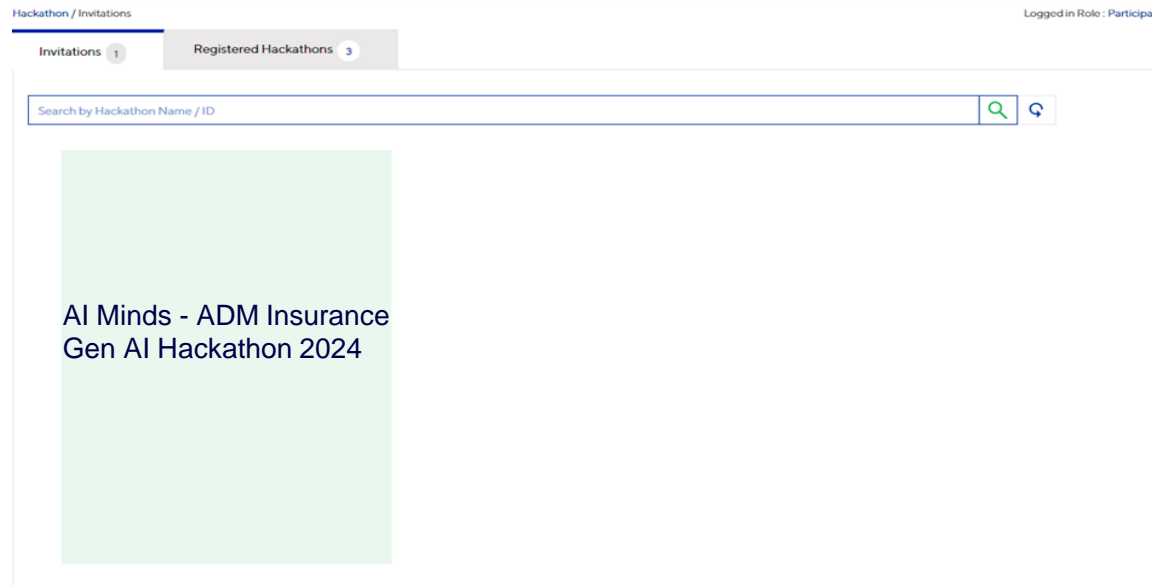 Hackathon / Invitations
Logged in Role : Participa
Invitations 1
Registered Hackathons 3
Search by Hackathon Name / ID
AI Minds - ADM Insurance
Gen AI Hackathon 2024